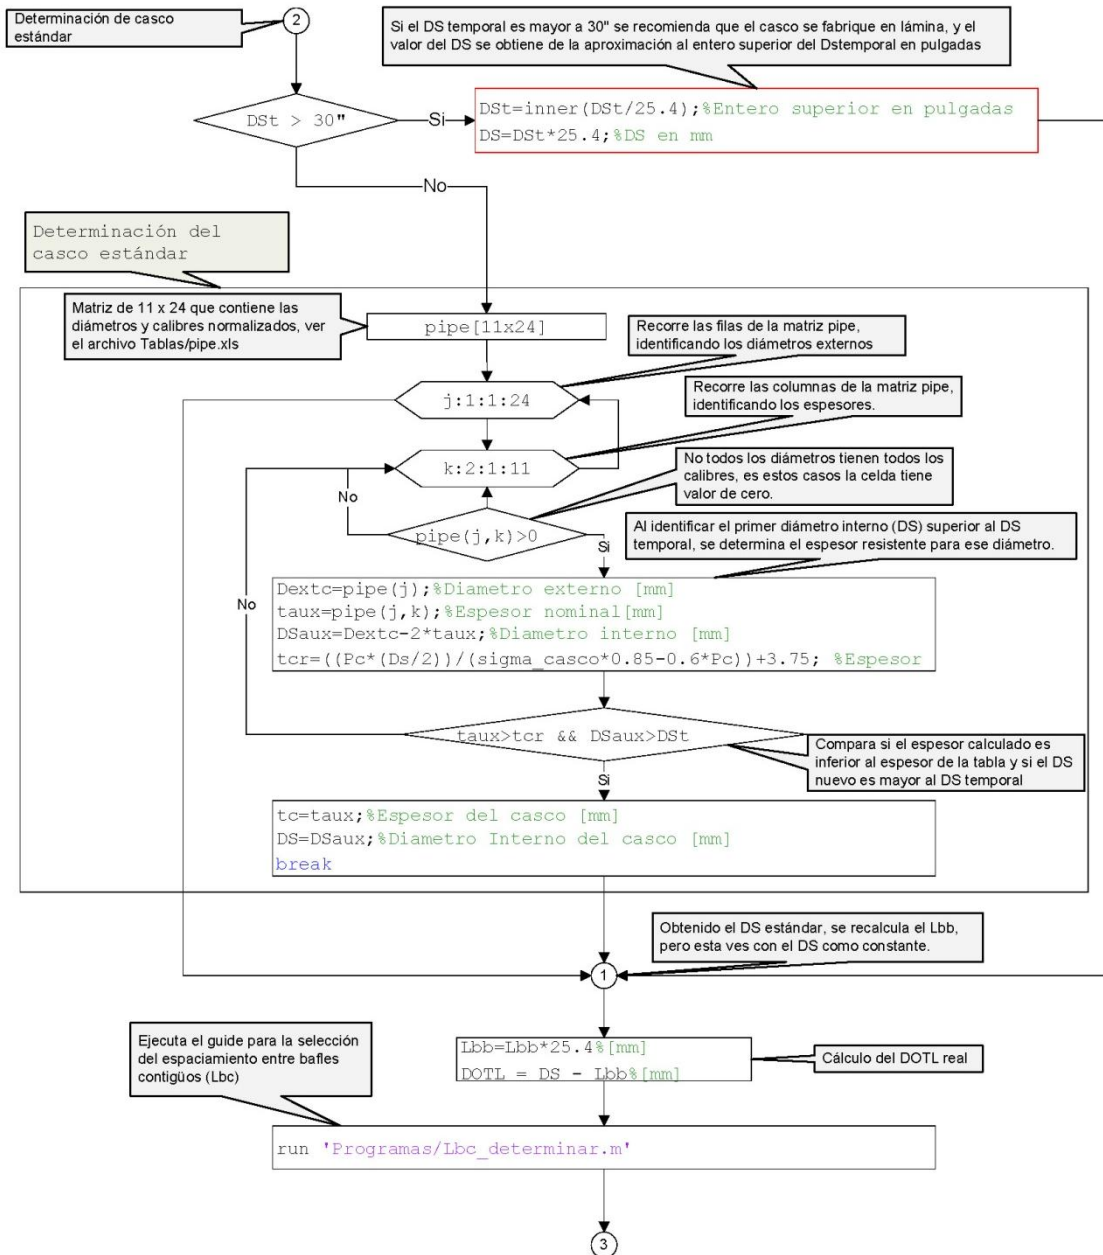 Determinación de casco
estándar
2
Si el DS temporal es mayor a 30" se recomienda que el casco se fabrique en lámina, y el
valor del DS se obtiene de la aproximación al entero superior del Dstemporal en pulgadas
DSt > 30"
Si
DSt=inner(DSt/25.4);%Entero superior en pulgadas
DS=DSt*25.4;%DS en mm
No
Determinación del
casco estándar
Matriz de 11 x 24 que contiene las
diámetros y calibres normalizados, ver
el archivo Tablas/pipe.xls
pipe[11x24]
Recorre las filas de la matriz pipe,
identificando los diámetros externos
j:1:1:24
Recorre las columnas de la matriz pipe,
identificando los espesores.
k:2:1:11
No todos los diámetros tienen todos los
calibres, es estos casos la celda tiene
valor de cero.
No
pipe(j,k)>0
Si
Al identificar el primer diámetro interno (DS) superior al DS
temporal, se determina el espesor resistente para ese diámetro.
No
Dextc=pipe(j);%Diametro externo [mm]
taux=pipe(j,k);%Espesor nominal[mm]
DSaux=Dextc-2*taux;%Diametro interno [mm]
tcr=((Pc*(Ds/2))/(sigma_casco*0.85-0.6*Pc))+3.75; %Espesor
taux>tcr && DSaux>DSt
Compara si el espesor calculado es
inferior al espesor de la tabla y si el DS
nuevo es mayor al DS temporal
Si
tc=taux;%Espesor del casco [mm]
DS=DSaux;%Diametro Interno del casco [mm]
break
Obtenido el DS estándar, se recalcula el Lbb,
pero esta ves con el DS como constante.
1
Ejecuta el guide para la selección
del espaciamiento entre bafles
contigüos (Lbc)
Lbb=Lbb*25.4%[mm]
DOTL = DS - Lbb%[mm]
Cálculo del DOTL real
run 'Programas/Lbc_determinar.m'
3